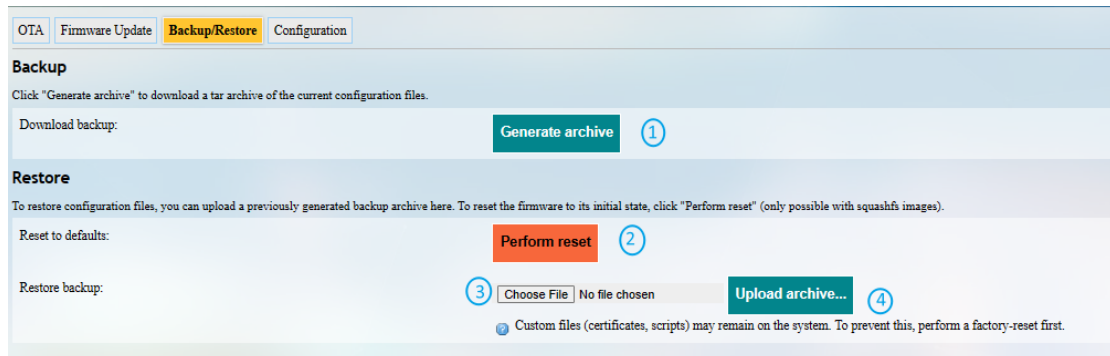 OTA Firmware Update Backup/Restore Configuration
Backup
Click "Generate archive" to download a tar archive of the current configuration files.
Download backup: Generate archive 1
Restore
To restore configuration files, you can upload a previously generated backup archive here. To reset the firmware to its initial state, click "Perform reset" (only possible with squashfs images).
Reset to defaults: Perform reset 2
Restore backup: 3 Choose File No file chosen Upload archive... 4
? Custom files (certificates, scripts) may remain on the system. To prevent this, perform a factory-reset first.